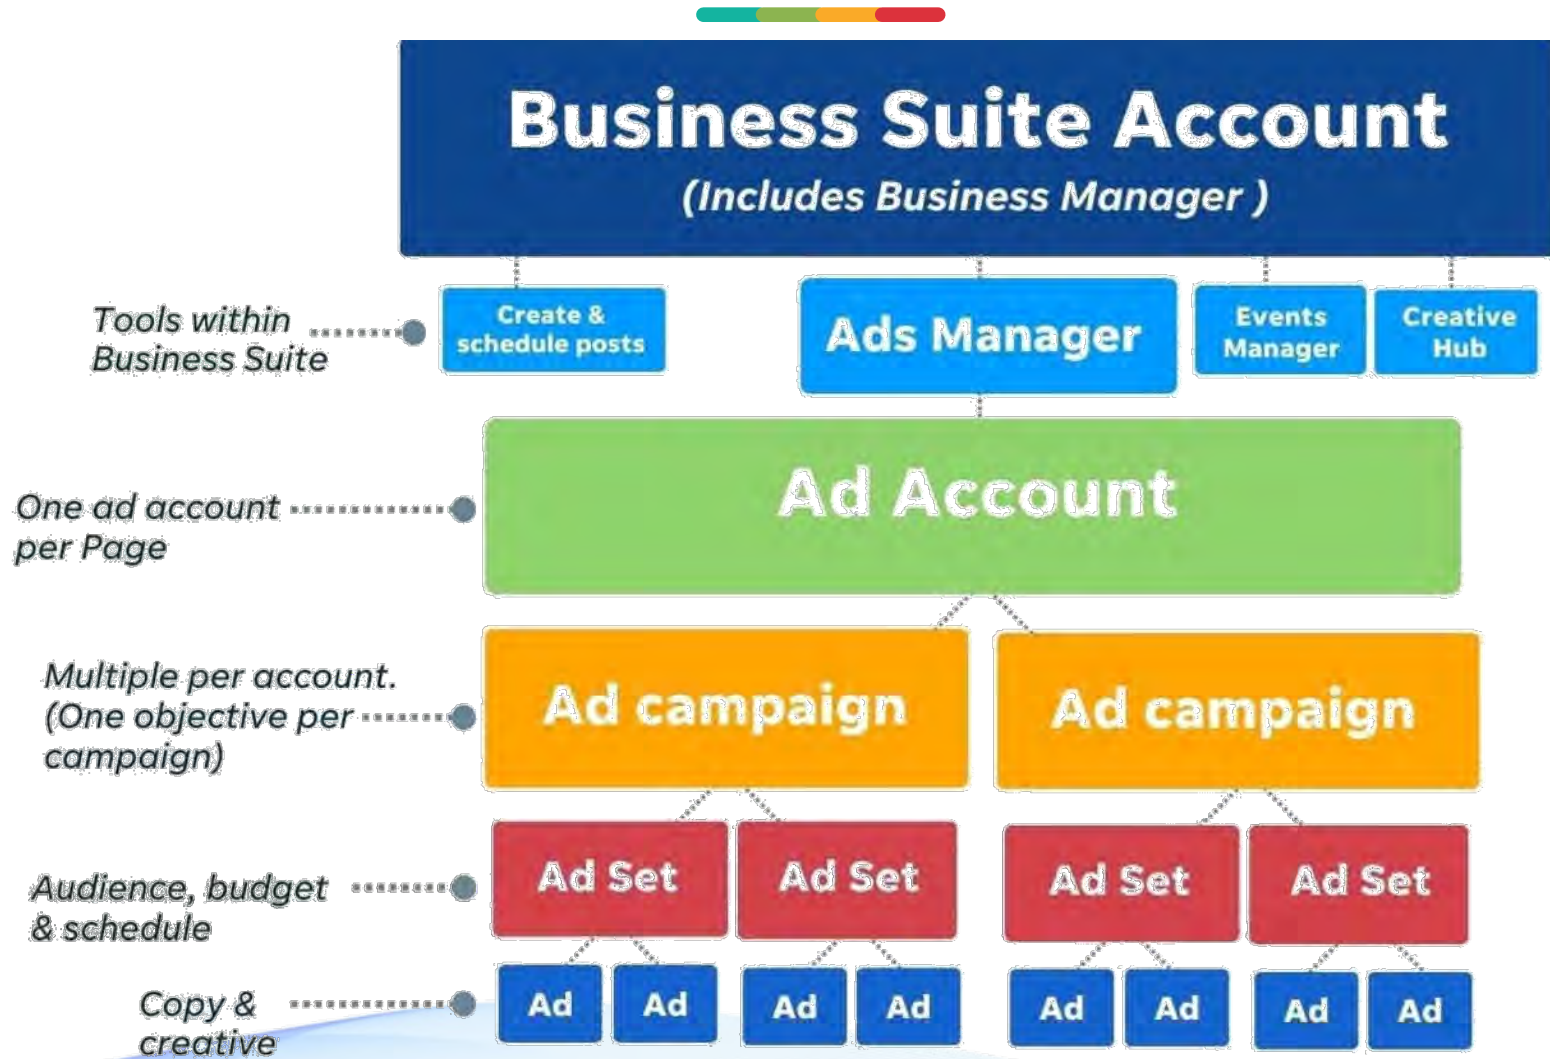 Business Suite Account
(Includes Business Manager )
Tools within
Business Suite
Create &
schedule posts
Ads Manager
Events
Manager
Creative
Hub
One ad account
per Page
Ad Account
Multiple per account.
(One objective per
campaign)
Ad campaign
Ad campaign
Audience, budget
& schedule
Ad Set
Ad Set
Ad Set
Ad Set
Copy &
creative
Ad
Ad
Ad
Ad
Ad
Ad
Ad
Ad